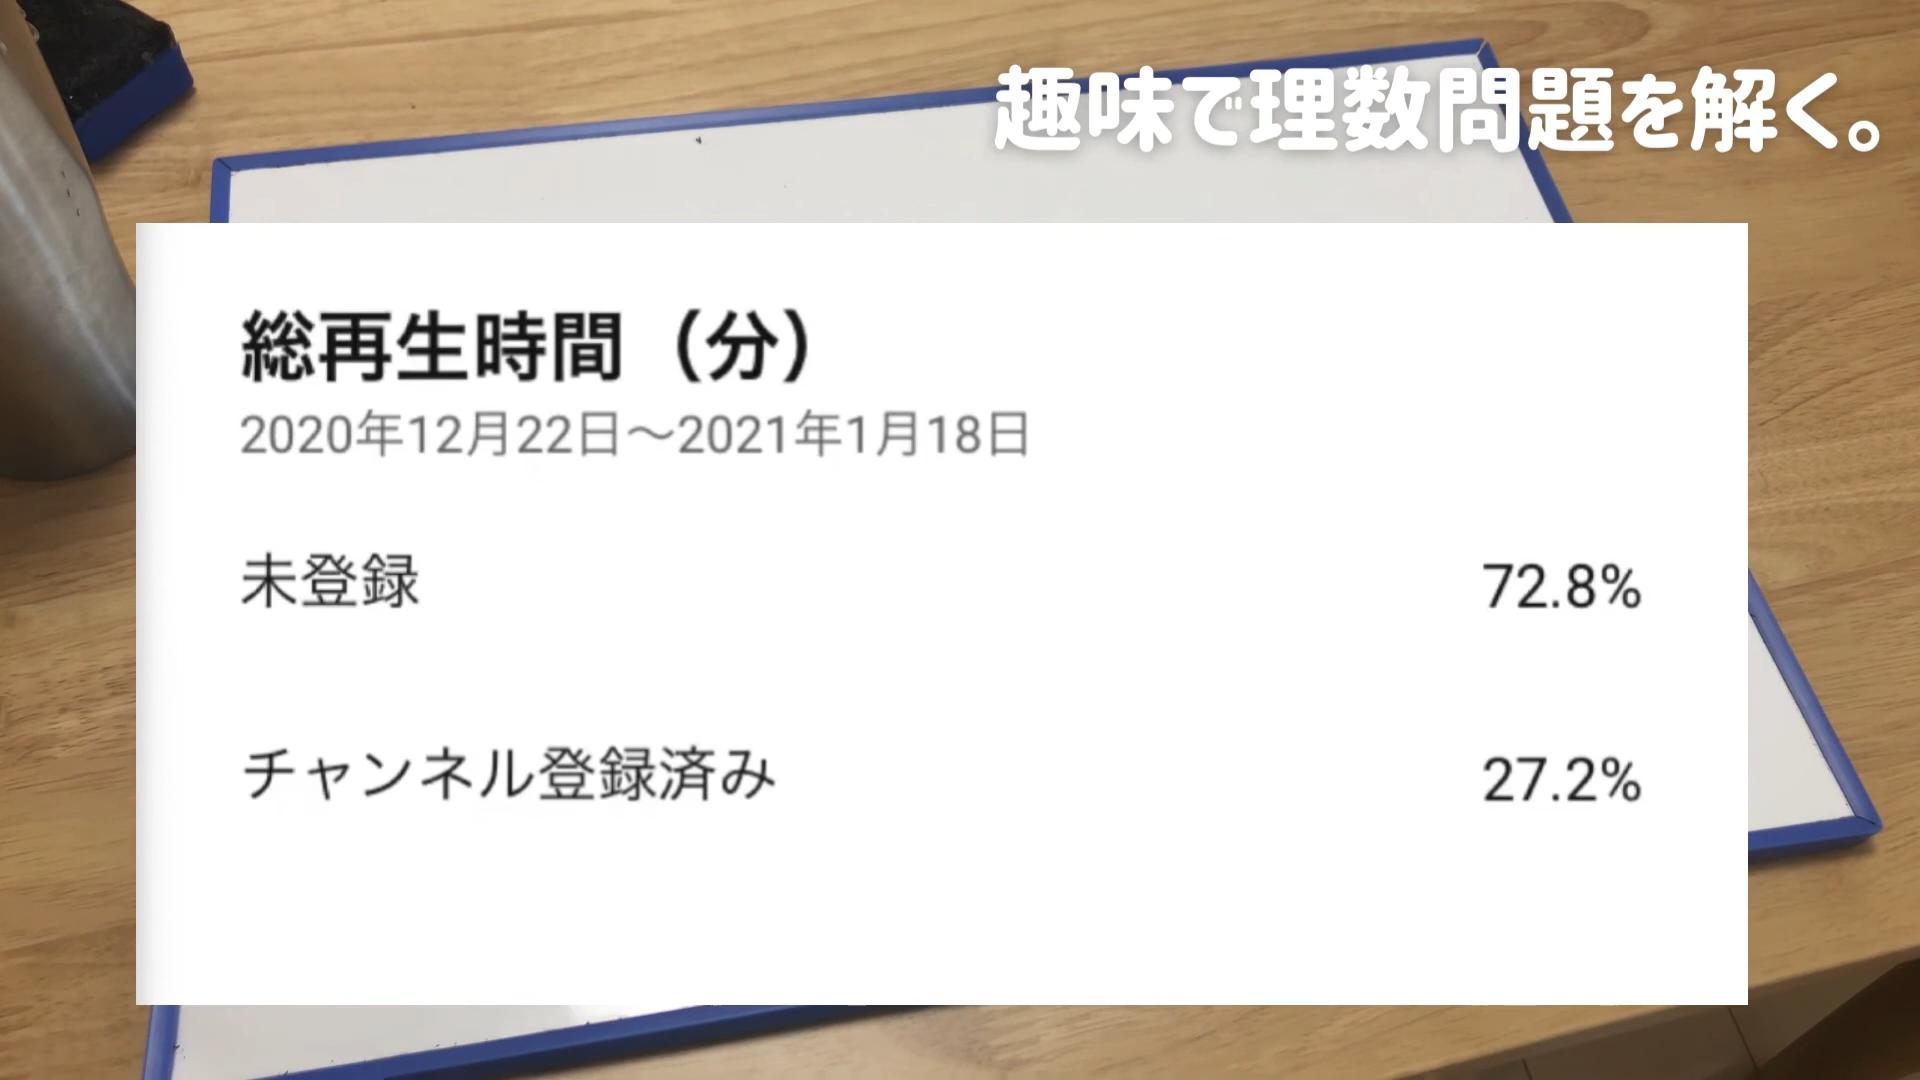 趣味で理数問題を解く。
総再生時間（分）
2020年12月22日～2021年1月18日
未登録 72.8%
チャンネル登録済み 27.2%